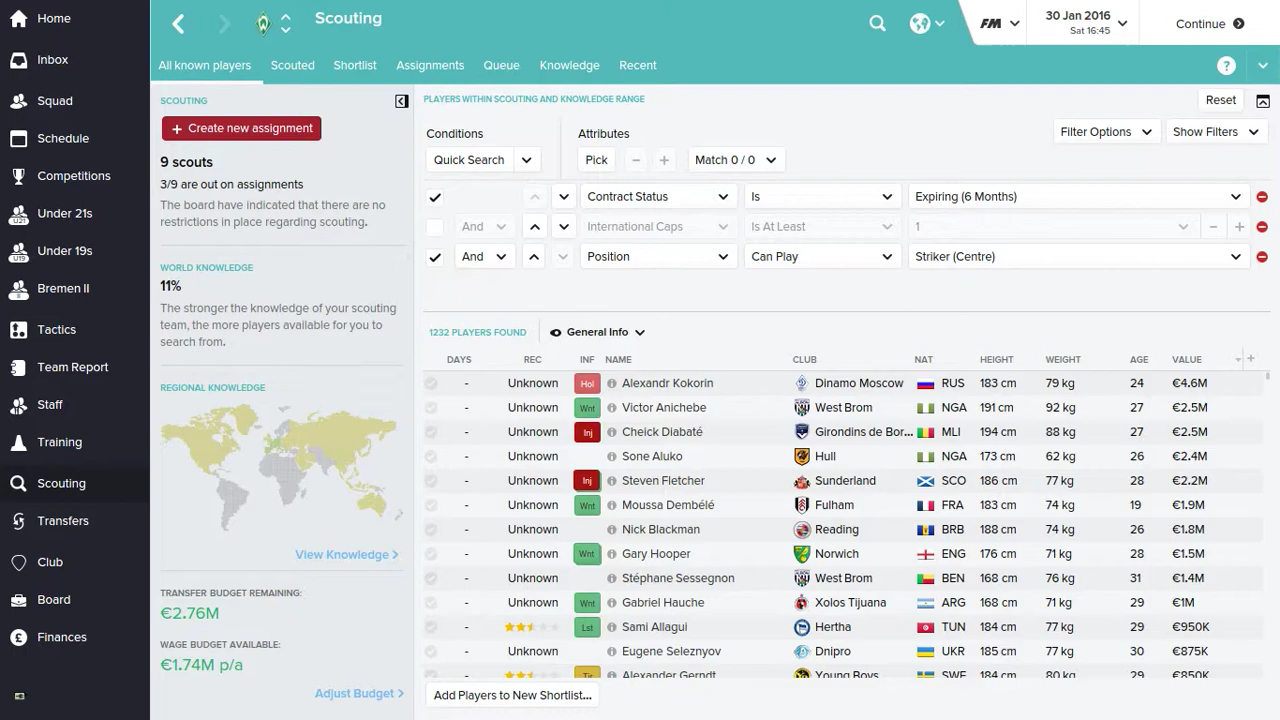 Home
Inbox
Squad
Schedule
Competitions
Under 21s
U21
Under 19s
U19
Bremen II
Tactics
Team Report
Staff
Training
Scouting
Transfers
Club
Board
Finances
Scouting
FM
30 Jan 2016
Sat 16:45
Continue
All known players Scouted Shortlist Assignments Queue Knowledge Recent ?
SCOUTING
+ Create new assignment
9 scouts
3/9 are out on assignments
The board have indicated that there are no
restrictions in place regarding scouting.
WORLD KNOWLEDGE
11%
The stronger the knowledge of your scouting
team, the more players available for you to
search from.
REGIONAL KNOWLEDGE
View Knowledge >
TRANSFER BUDGET REMAINING:
€2.76M
WAGE BUDGET AVAILABLE:
€1.74M p/a
Adjust Budget >
PLAYERS WITHIN SCOUTING AND KNOWLEDGE RANGE Reset
Conditions Attributes Filter Options Show Filters
Quick Search Pick − + Match 0 / 0
Contract Status Is Expiring (6 Months)
And International Caps Is At Least 1 − +
And Position Can Play Striker (Centre)
1232 PLAYERS FOUND General Info
DAYS REC INF NAME CLUB NAT HEIGHT WEIGHT AGE VALUE +
- Unknown Hol Alexandr Kokorin Dinamo Moscow RUS 183 cm 79 kg 24 €4.6M
- Unknown Wnt Victor Anichebe West Brom NGA 191 cm 92 kg 27 €2.5M
- Unknown Inj Cheick Diabaté Girondins de Bor... MLI 194 cm 88 kg 27 €2.5M
- Unknown Sone Aluko Hull NGA 173 cm 62 kg 26 €2.4M
- Unknown Inj Steven Fletcher Sunderland SCO 186 cm 77 kg 28 €2.2M
- Unknown Wnt Moussa Dembélé Fulham FRA 183 cm 74 kg 19 €1.9M
- Unknown Nick Blackman Reading BRB 188 cm 74 kg 26 €1.8M
- Unknown Wnt Gary Hooper Norwich ENG 176 cm 71 kg 28 €1.5M
- Unknown Stéphane Sessegnon West Brom BEN 168 cm 76 kg 31 €1.4M
- Unknown Wnt Gabriel Hauche Xolos Tijuana ARG 168 cm 71 kg 29 €1M
- Lst Sami Allagui Hertha TUN 184 cm 77 kg 29 €950K
- Unknown Eugene Seleznyov Dnipro UKR 185 cm 77 kg 30 €875K
- Alexander Gerndt Young Boys SWE 184 cm 80 kg 29 €850K
Add Players to New Shortlist...